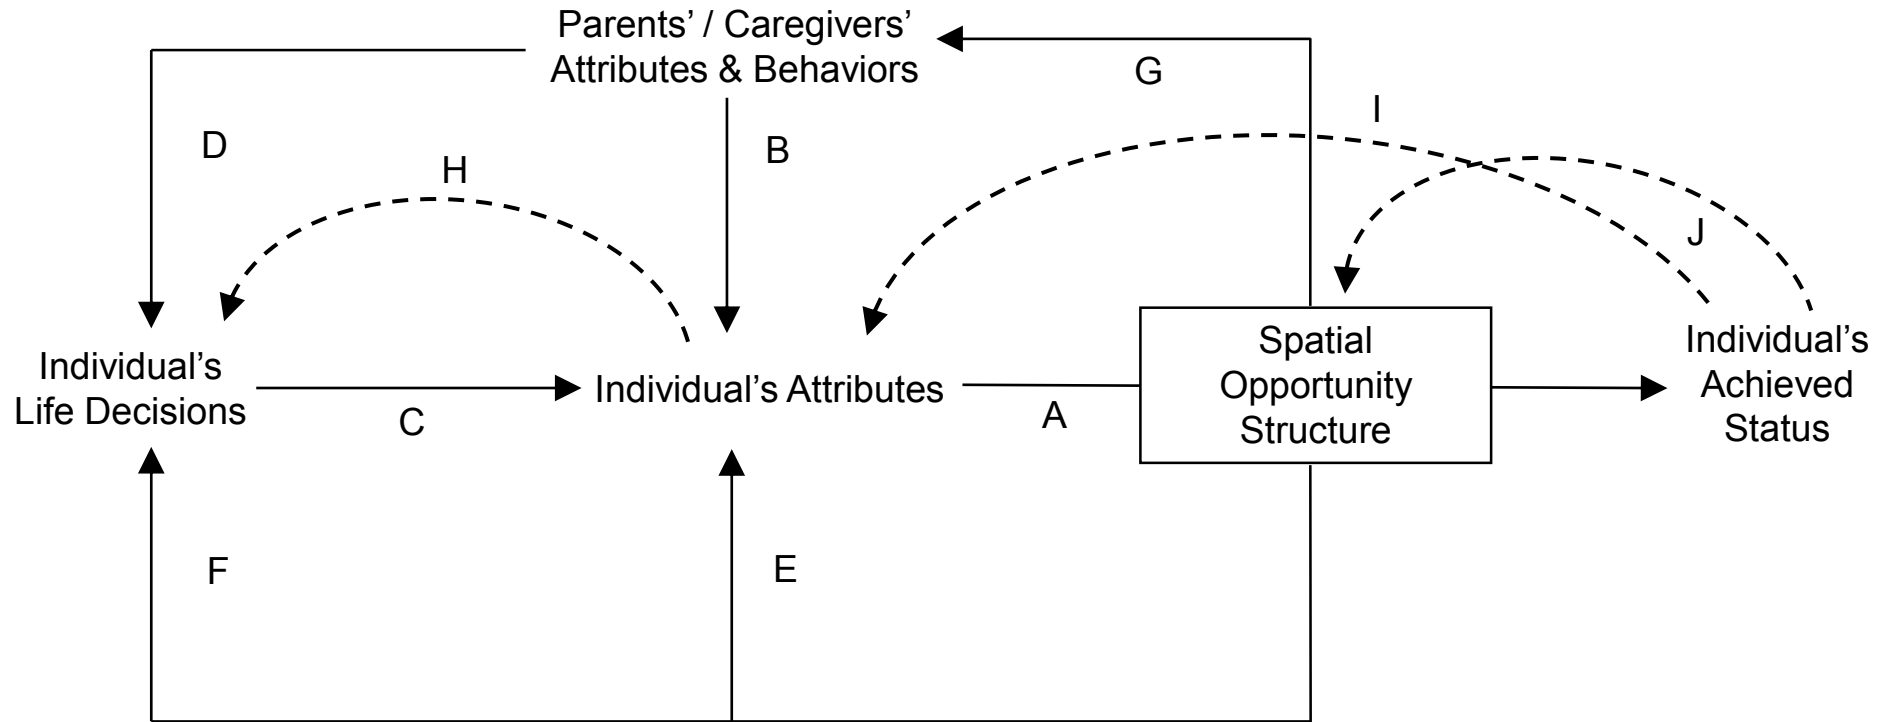 Parents’ / Caregivers’
Attributes & Behaviors
G
I
D
B
H
J
Individual’s
Life Decisions
C
Individual’s Attributes
A
Spatial
Opportunity
Structure
Individual’s
Achieved
Status
F
E